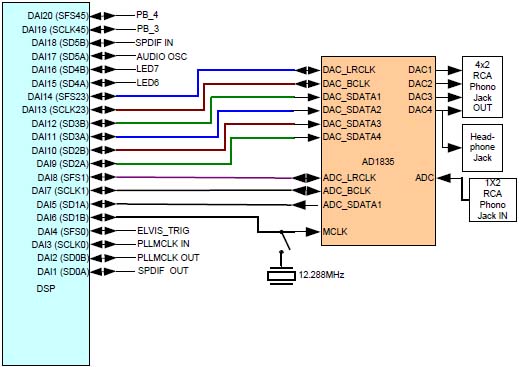 DAI20 (SFS45) PB_4
DAI19 (SCLK45) PB_3
DAI18 (SD5B) SPDIF IN
DAI17 (SD5A) AUDIO OSC
DAI16 (SD4B) LED7
DAI15 (SD4A) LED6
DAI14 (SFS23)
DAI13 (SCLK23)
DAI12 (SD3B)
DAI11 (SD3A)
DAI10 (SD2B)
DAI9 (SD2A)
DAI8 (SFS1)
DAI7 (SCLK1)
DAI5 (SD1A)
DAI6 (SD1B)
DAI4 (SFS0) ELVIS_TRIG
DAI3 (SCLK0) PLLMCLK IN
DAI2 (SD0B) PLLMCLK OUT
DAI1 (SD0A) SPDIF OUT
DSP
12.288MHz
DAC_LRCLK DAC1
DAC_BCLK DAC2
DAC_SDATA1 DAC3
DAC_SDATA2 DAC4
DAC_SDATA3
DAC_SDATA4
AD1835
ADC_LRCLK ADC
ADC_BCLK
ADC_SDATA1
MCLK
4x2
RCA
Phono
Jack
OUT
Head-
phone
Jack
1X2
RCA
Phono
Jack IN